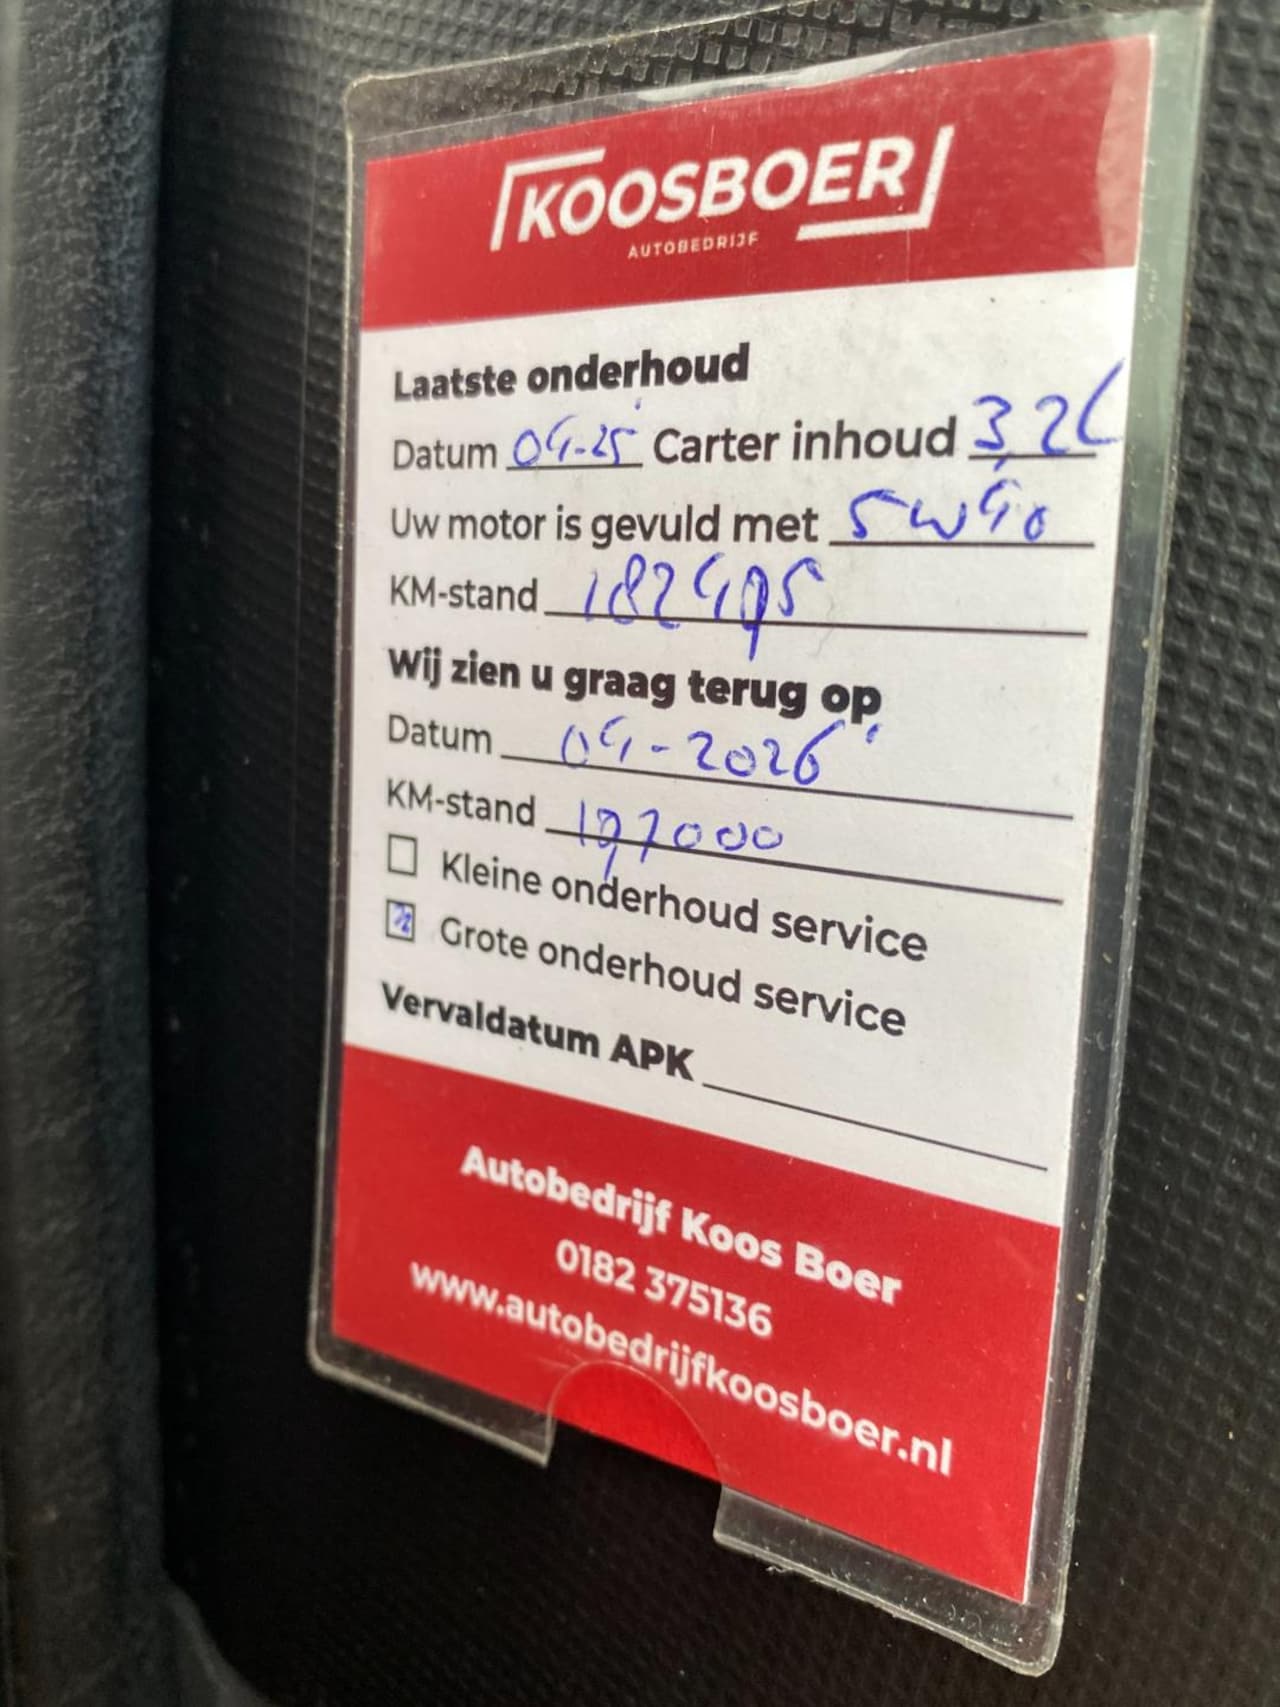 KOOSBOER
AUTOBEDRIJF
Laatste onderhoud
Datum 04-25 Carter inhoud 3,2L
Uw motor is gevuld met 5w40
KM-stand 182495
Wij zien u graag terug op
Datum 04-2026
KM-stand 197000
Kleine onderhoud service
Grote onderhoud service
Vervaldatum APK
Autobedrijf Koos Boer
0182 375136
www.autobedrijfkoosboer.nl